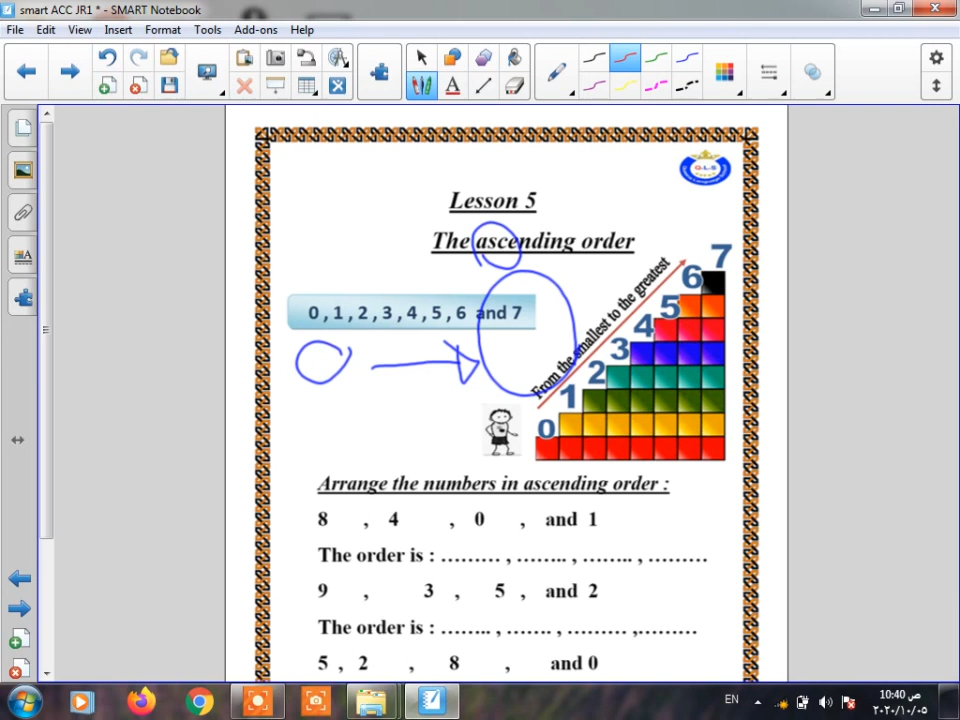 smart ACC JR1 * - SMART Notebook
File Edit View Insert Format Tools Add-ons Help
Lesson 5
The ascending order
0 , 1 , 2 , 3 , 4 , 5 , 6 and 7
From the smallest to the greatest
7
6
5
4
3
2
1
0
Arrange the numbers in ascending order :
8 , 4 , 0 , and 1
The order is : ……… , …….. , …….. , ………
9 , 3 , 5 , and 2
The order is : …….. , ……. , ……… ,………
5 , 2 , 8 , and 0
EN
10:40 ص
٢٠٢٠/١٠/٠٥